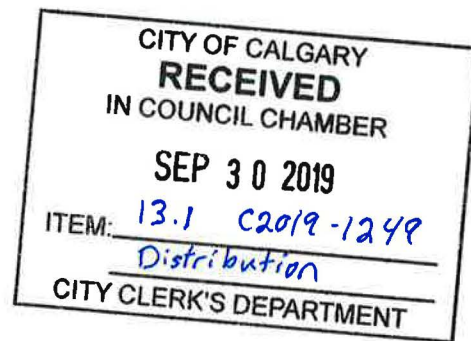 CITY OF CALGARY
RECEIVED
IN COUNCIL CHAMBER
SEP 30 2019
ITEM: 13.1 C2019-1249
Distribution
CITY CLERK'S DEPARTMENT